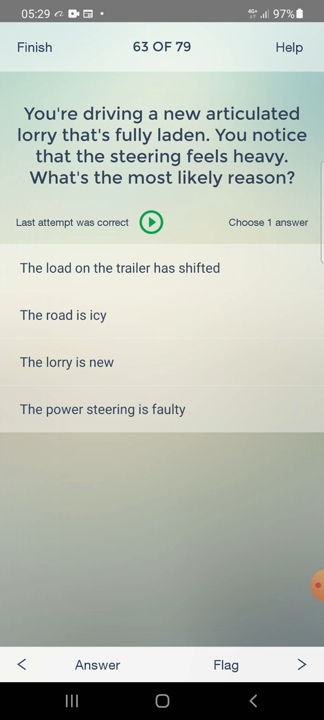 05:29 4G+ 97%
Finish 63 OF 79 Help
You're driving a new articulated
lorry that's fully laden. You notice
that the steering feels heavy.
What's the most likely reason?
Last attempt was correct Choose 1 answer
The load on the trailer has shifted
The road is icy
The lorry is new
The power steering is faulty
Answer Flag